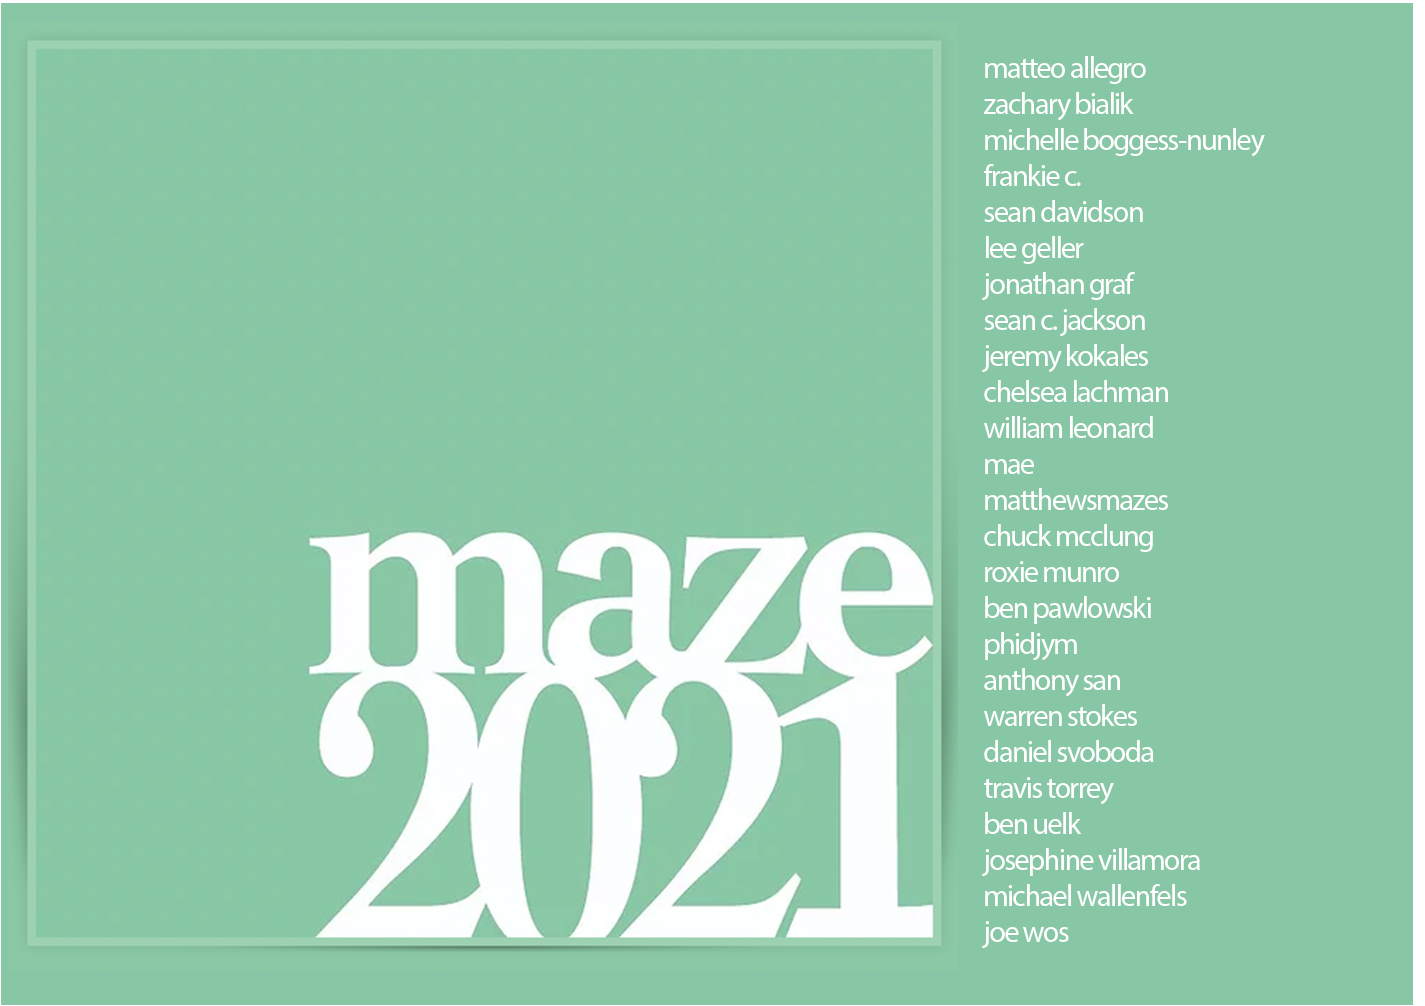 maze
2021
matteo allegro
zachary bialik
michelle boggess-nunley
frankie c.
sean davidson
lee geller
jonathan graf
sean c. jackson
jeremy kokales
chelsea lachman
william leonard
mae
matthewsmazes
chuck mcclung
roxie munro
ben pawlowski
phidjym
anthony san
warren stokes
daniel svoboda
travis torrey
ben uelk
josephine villamora
michael wallenfels
joe wos